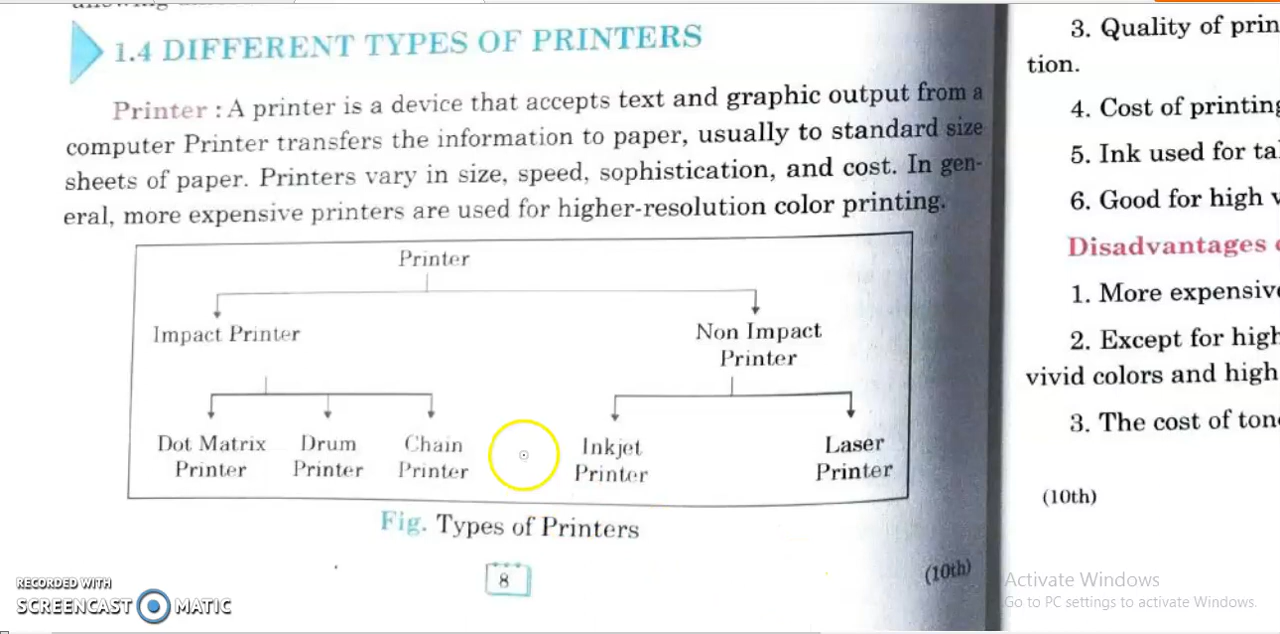 1.4 DIFFERENT TYPES OF PRINTERS
Printer : A printer is a device that accepts text and graphic output from a
computer Printer transfers the information to paper, usually to standard size
sheets of paper. Printers vary in size, speed, sophistication, and cost. In gen-
eral, more expensive printers are used for higher-resolution color printing.
Printer
Impact Printer
Non Impact
Printer
Dot Matrix
Printer
Drum
Printer
Chain
Printer
Inkjet
Printer
Laser
Printer
Fig. Types of Printers
8
(10th)
3. Quality of prin
tion.
4. Cost of printing
5. Ink used for ta
6. Good for high v
Disadvantages
1. More expensive
2. Except for high
vivid colors and high
3. The cost of ton
(10th)
RECORDED WITH
SCREENCAST MATIC
Activate Windows
Go to PC settings to activate Windows.